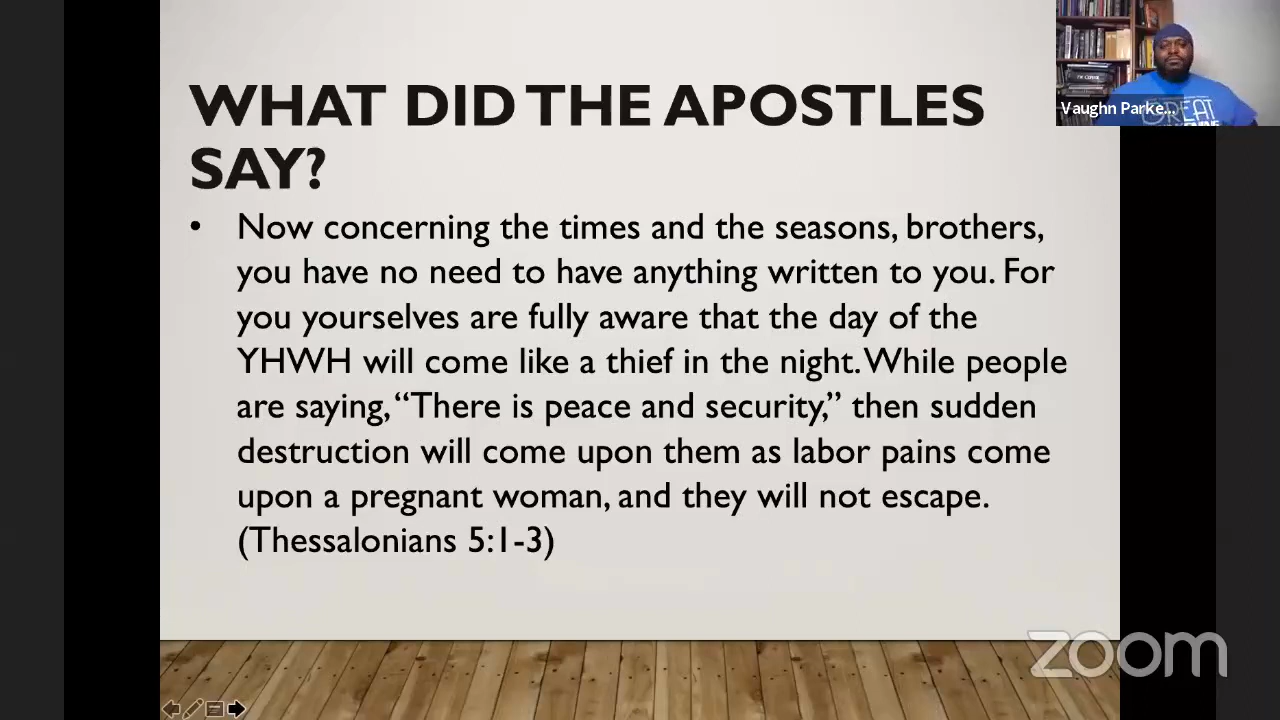 WHAT DID THE APOSTLES
SAY?
• Now concerning the times and the seasons, brothers,
you have no need to have anything written to you. For
you yourselves are fully aware that the day of the
YHWH will come like a thief in the night. While people
are saying, “There is peace and security,” then sudden
destruction will come upon them as labor pains come
upon a pregnant woman, and they will not escape.
(Thessalonians 5:1-3)
Vaughn Parke...
GREAT
zoom